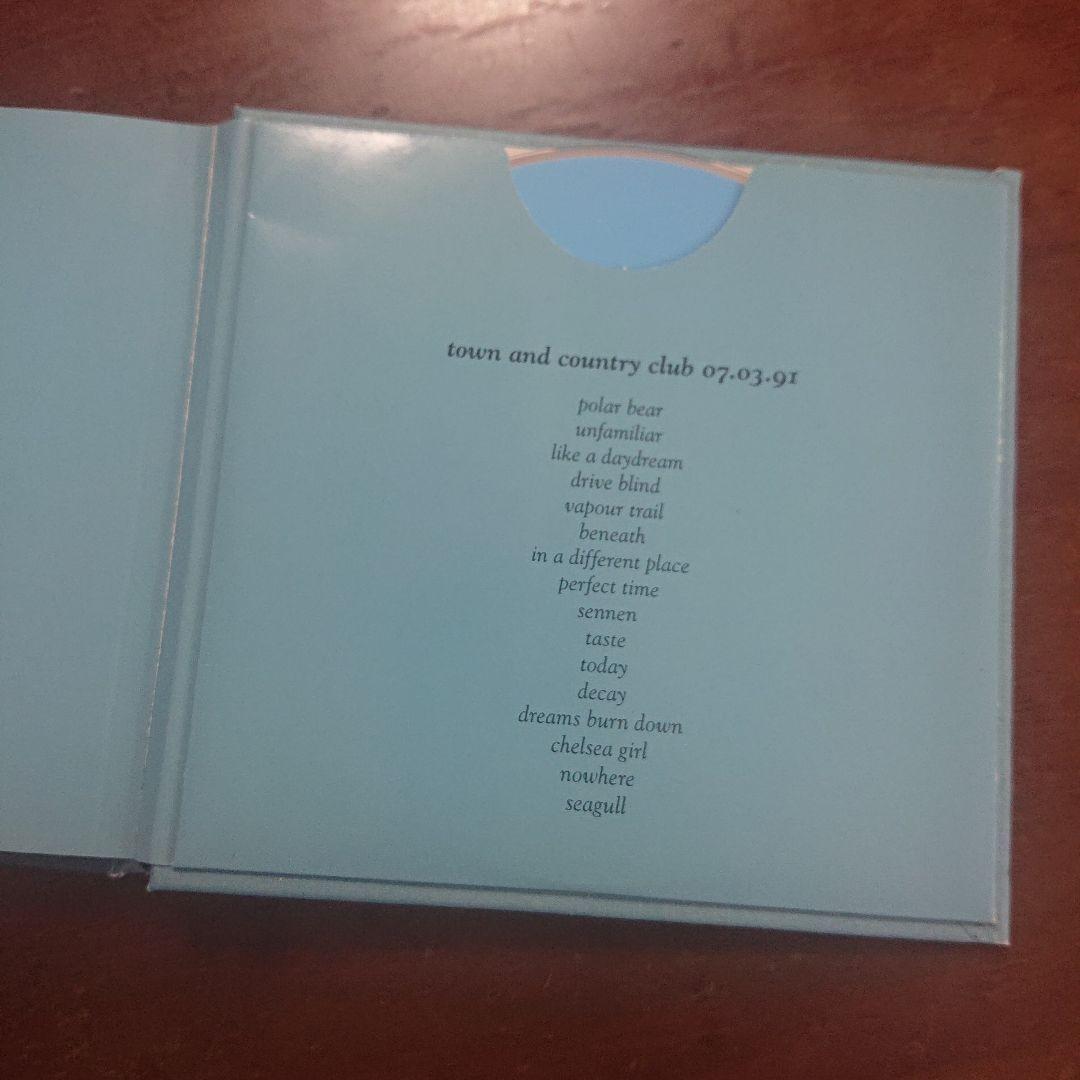 town and country club 07.03.91
polar bear
unfamiliar
like a daydream
drive blind
vapour trail
beneath
in a different place
perfect time
sennen
taste
today
decay
dreams burn down
chelsea girl
nowhere
seagull